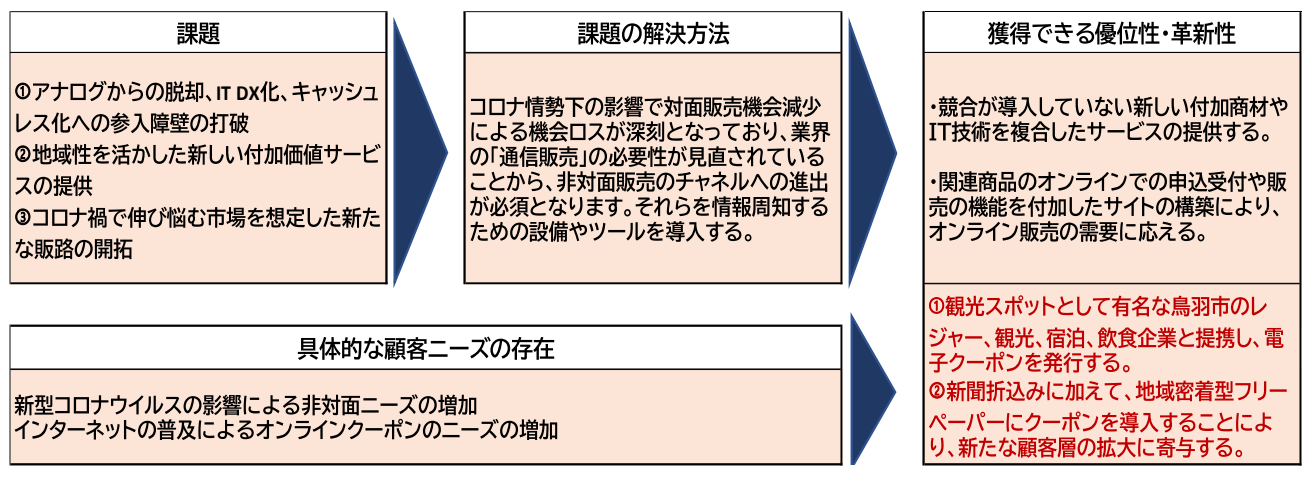 課題
①アナログからの脱却、IT DX化、キャッシュ
レス化への参入障壁の打破
②地域性を活かした新しい付加価値サービ
スの提供
③コロナ禍で伸び悩む市場を想定した新た
な販路の開拓
課題の解決方法
コロナ情勢下の影響で対面販売機会減少
による機会ロスが深刻となっており、業界
の「通信販売」の必要性が見直されている
ことから、非対面販売のチャネルへの進出
が必須となります。それらを情報周知する
ための設備やツールを導入する。
獲得できる優位性・革新性
・競合が導入していない新しい付加商材や
IT技術を複合したサービスの提供する。
・関連商品のオンラインでの申込受付や販
売の機能を付加したサイトの構築により、
オンライン販売の需要に応える。
①観光スポットとして有名な鳥羽市のレ
ジャー、観光、宿泊、飲食企業と提携し、電
子クーポンを発行する。
②新聞折込みに加えて、地域密着型フリー
ペーパーにクーポンを導入することによ
り、新たな顧客層の拡大に寄与する。
具体的な顧客ニーズの存在
新型コロナウイルスの影響による非対面ニーズの増加
インターネットの普及によるオンラインクーポンのニーズの増加